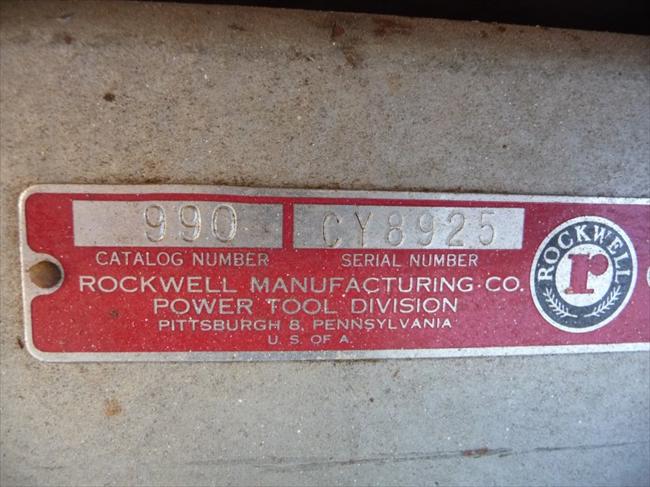 990 CY8925
CATALOG NUMBER SERIAL NUMBER
ROCKWELL MANUFACTURING CO.
POWER TOOL DIVISION
PITTSBURGH 8, PENNSYLVANIA
U. S. OF A.
ROCKWELL
r